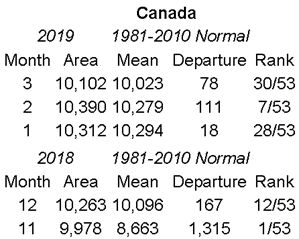 Canada
2019 1981-2010 Normal
Month Area Mean Departure Rank
3 10,102 10,023 78 30/53
2 10,390 10,279 111 7/53
1 10,312 10,294 18 28/53
2018 1981-2010 Normal
Month Area Mean Departure Rank
12 10,263 10,096 167 12/53
11 9,978 8,663 1,315 1/53